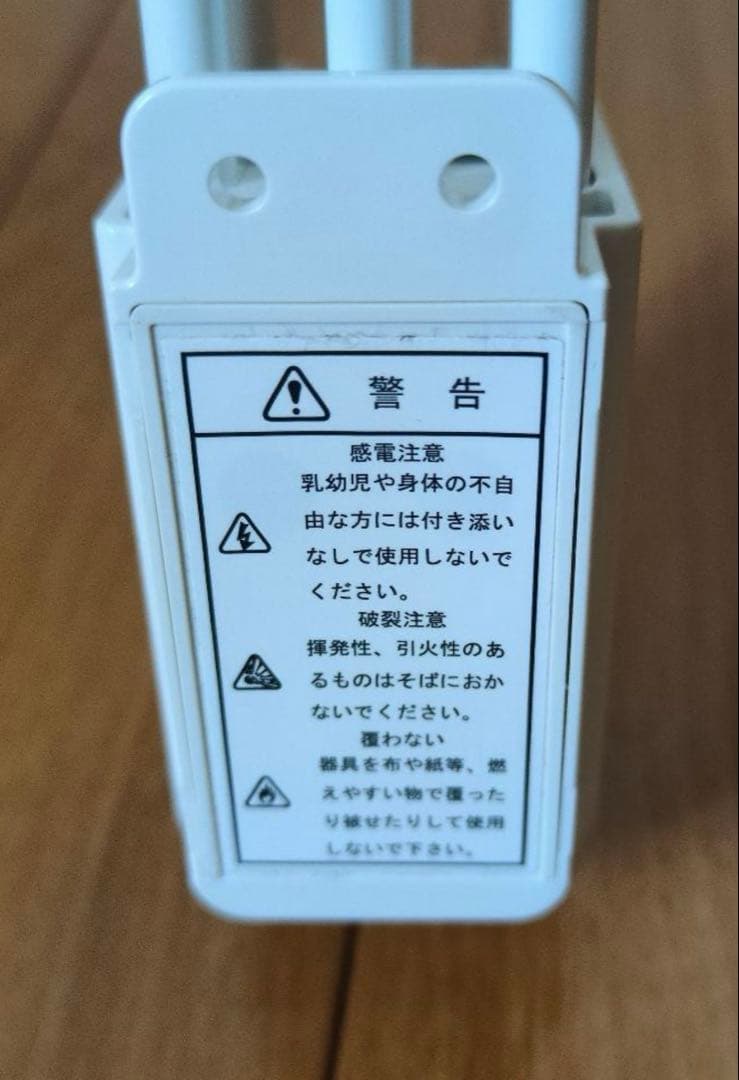 警 告
感電注意
乳幼児や身体の不自
由な方には付き添い
なしで使用しないで
ください。
破裂注意
揮発性、引火性のあ
るものはそばにおか
ないでください。
覆わない
器具を布や紙等、燃
えやすい物で覆った
り被せたりして使用
しないで下さい。